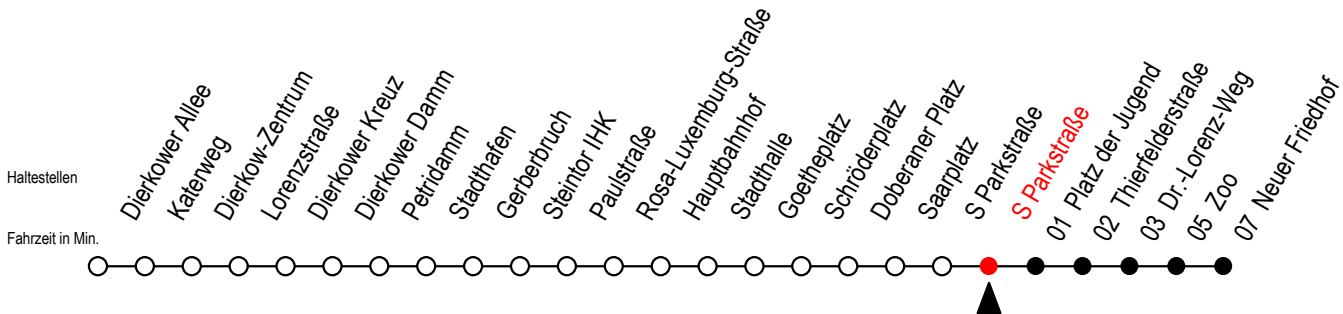 Haltestellen
Fahrzeit in Min.
Dierkower Allee
Katerweg
Dierkow-Zentrum
Lorenzstraße
Dierkower Kreuz
Dierkower Damm
Petridamm
Stadthafen
Gerberbruch
Steintor IHK
Paulstraße
Rosa-Luxemburg-Straße
Hauptbahnhof
Stadthalle
Goetheplatz
Schröderplatz
Doberaner Platz
Saarplatz
S Parkstraße
S Parkstraße
01 Platz der Jugend
02 Thierfelderstraße
03 Dr.-Lorenz-Weg
05 Zoo
07 Neuer Friedhof